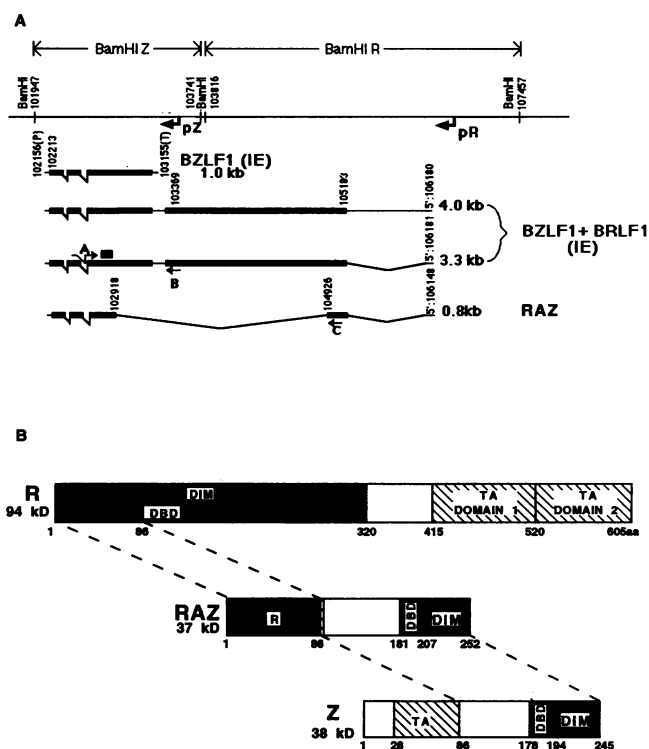 A
BamHI Z
BamHI R
BamHI
101947
103741
BamHI
103816
BamHI
107457
pZ
pR
102156(P)
102213
103155(T)
BZLF1 (IE)
1.0 kb
103369
105183
5':106180
4.0 kb
5':106181
3.3 kb
BZLF1 + BRLF1
(IE)
A
B
102918
104926
C
5':106148
0.8kb
RAZ
B
R
94 kD
DIM
DBD
TA
DOMAIN 1
TA
DOMAIN 2
1
86
320
415
520
605aa
RAZ
37 kD
R
DBD
DIM
1
86
181
207
252
Z
38 kD
TA
DBD
DIM
1
28
86
178
194
245